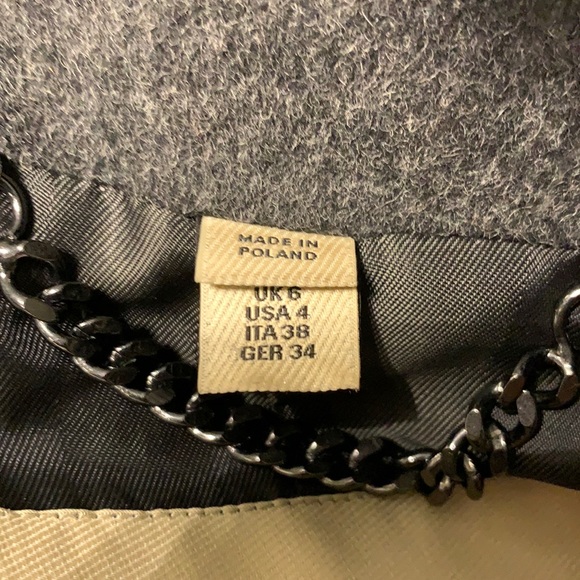 MADE IN
POLAND
UK 6
USA 4
ITA 38
GER 34